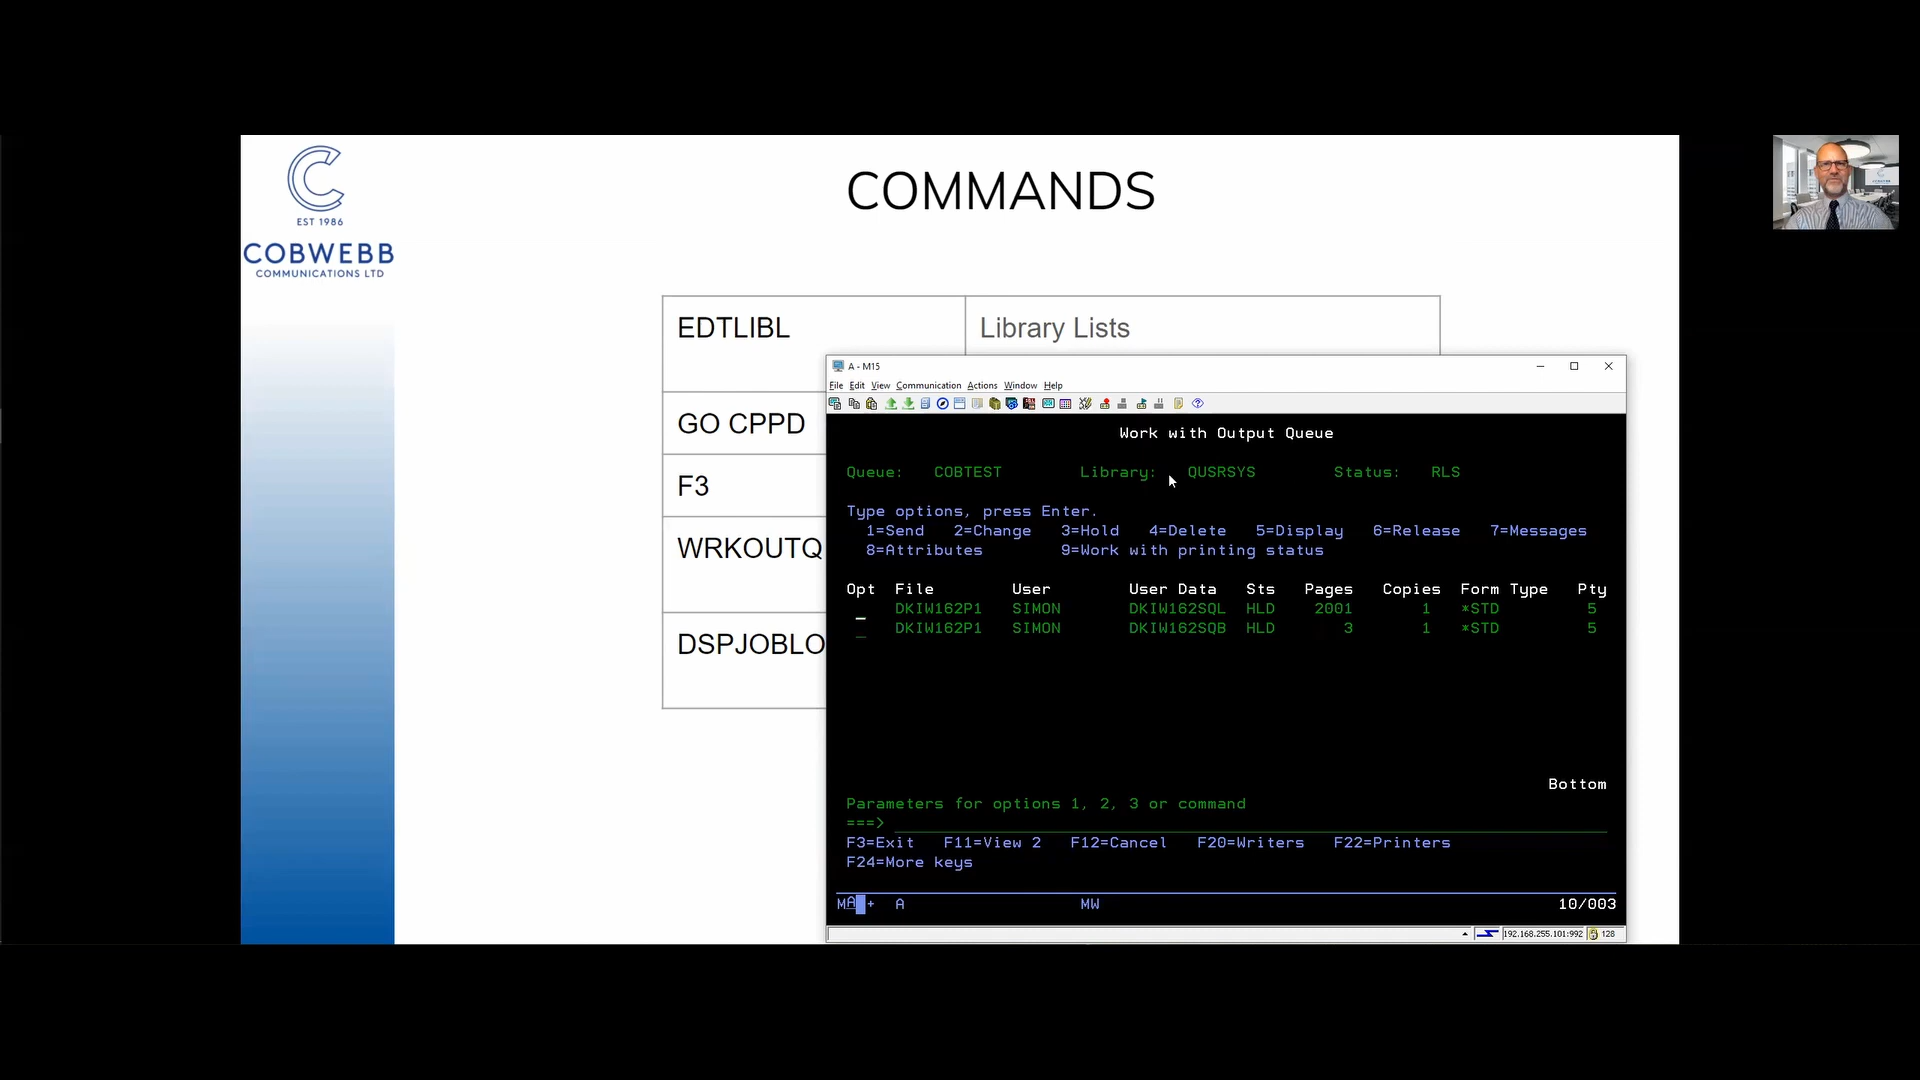 C
EST 1986
COBWEBB
COMMUNICATIONS LTD
COMMANDS
EDTLIBL Library Lists
GO CPPD
F3
WRKOUTQ
DSPJOBLO
A - M15
File Edit View Communication Actions Window Help
Work with Output Queue
Queue: COBTEST Library: QUSRSYS Status: RLS
Type options, press Enter.
1=Send 2=Change 3=Hold 4=Delete 5=Display 6=Release 7=Messages
8=Attributes 9=Work with printing status
Opt File User User Data Sts Pages Copies Form Type Pty
DKIW162P1 SIMON DKIW162SQL HLD 2001 1 *STD 5
DKIW162P1 SIMON DKIW162SQB HLD 3 1 *STD 5
Bottom
Parameters for options 1, 2, 3 or command
===>
F3=Exit F11=View 2 F12=Cancel F20=Writers F22=Printers
F24=More keys
MA + A MW 10/003
192.168.255.101:992 128